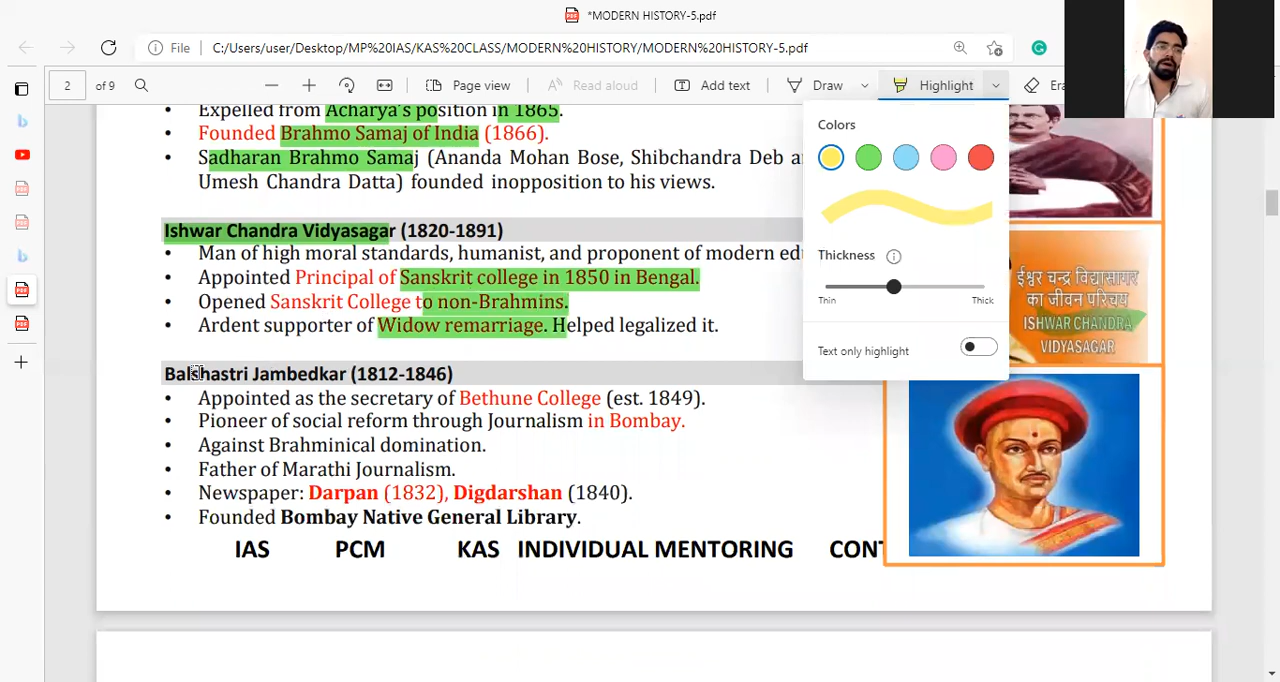 *MODERN HISTORY-5.pdf
File C:/Users/user/Desktop/MP%20IAS/KAS%20CLASS/MODERN%20HISTORY/MODERN%20HISTORY-5.pdf
2 of 9 Page view Read aloud Add text Draw Highlight Era
Colors
Thickness
Thin Thick
Text only highlight
• Expelled from Acharya's position in 1865.
• Founded Brahmo Samaj of India (1866).
• Sadharan Brahmo Samaj (Ananda Mohan Bose, Shibchandra Deb a
Umesh Chandra Datta) founded inopposition to his views.
Ishwar Chandra Vidyasagar (1820-1891)
• Man of high moral standards, humanist, and proponent of modern ed
• Appointed Principal of Sanskrit college in 1850 in Bengal.
• Opened Sanskrit College to non-Brahmins.
• Ardent supporter of Widow remarriage. Helped legalized it.
ईश्वर चन्द्र विद्यासागर
का जीवन परिचय
ISHWAR CHANDRA
VIDYASAGAR
Balshastri Jambedkar (1812-1846)
• Appointed as the secretary of Bethune College (est. 1849).
• Pioneer of social reform through Journalism in Bombay.
• Against Brahminical domination.
• Father of Marathi Journalism.
• Newspaper: Darpan (1832), Digdarshan (1840).
• Founded Bombay Native General Library.
IAS PCM KAS INDIVIDUAL MENTORING CONT